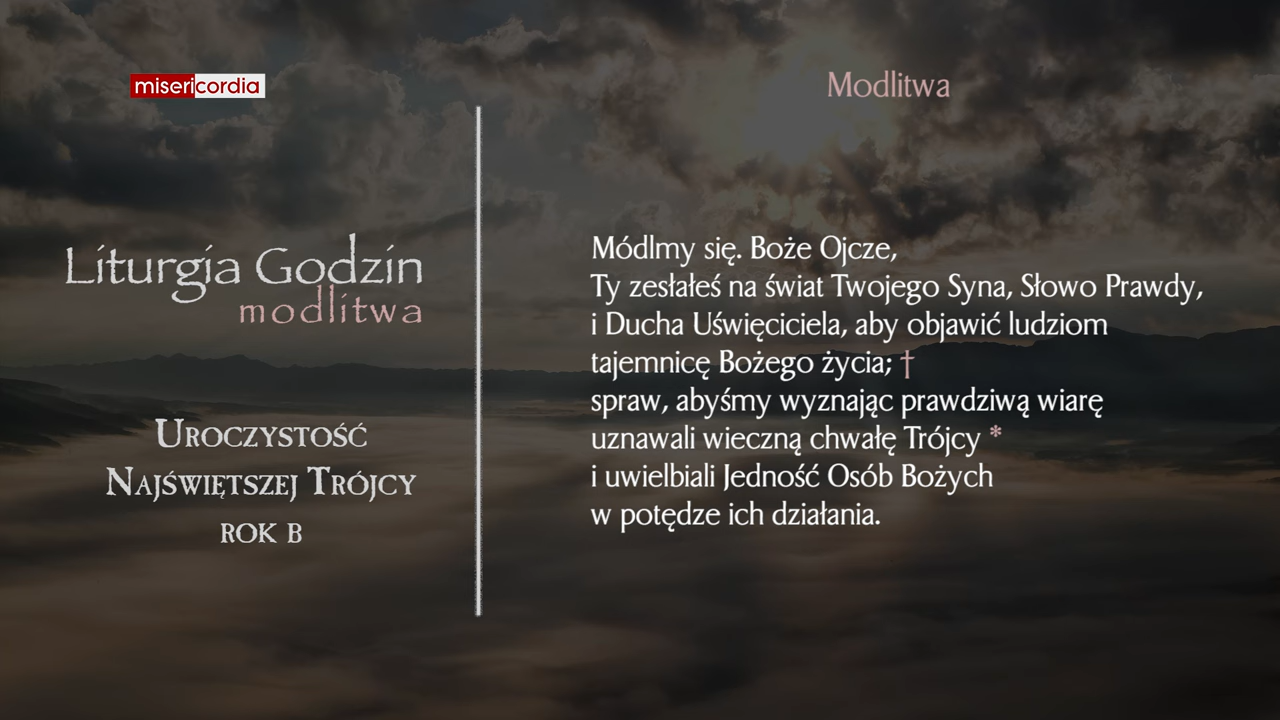 misericordia
Liturgia Godzin
modlitwa
Uroczystość
Najświętszej Trójcy
rok B
Modlitwa
Módlmy się. Boże Ojcze,
Ty zesłałeś na świat Twojego Syna, Słowo Prawdy,
i Ducha Uświęciciela, aby objawić ludziom
tajemnicę Bożego życia; †
spraw, abyśmy wyznając prawdziwą wiarę
uznawali wieczną chwałę Trójcy *
i uwielbiali Jedność Osób Bożych
w potędze ich działania.